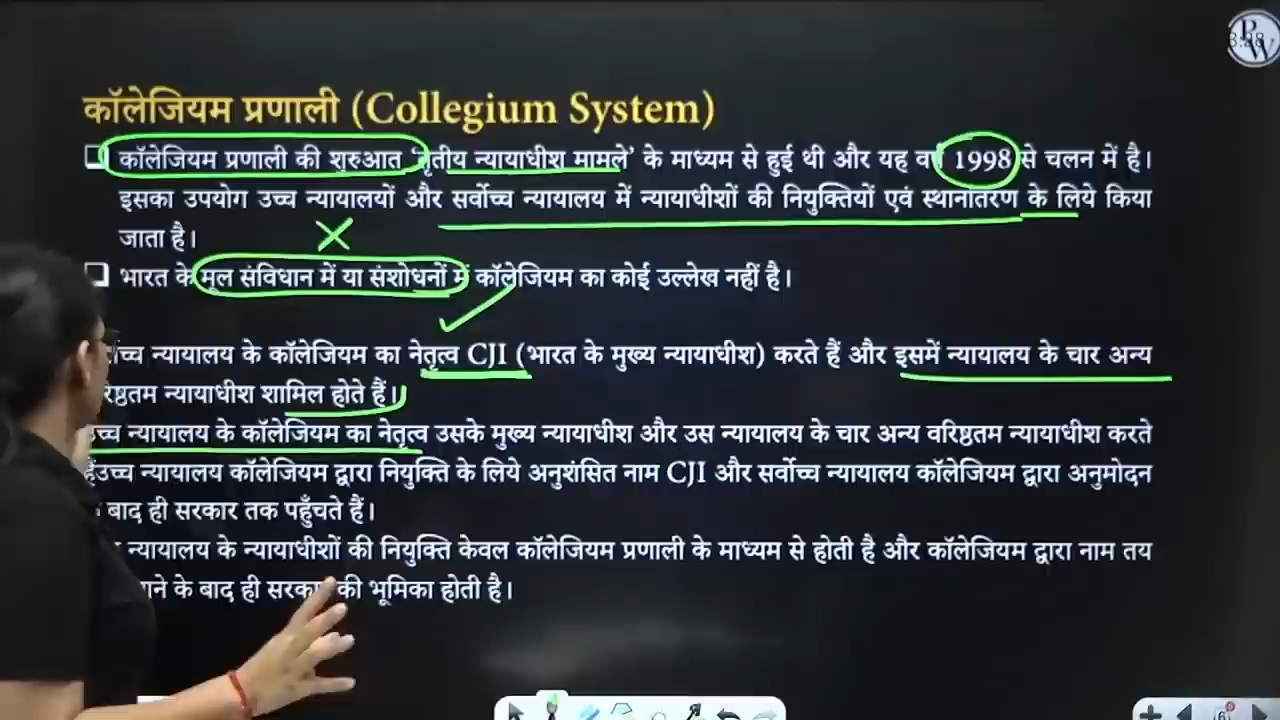 कॉलेजियम प्रणाली (Collegium System)
कॉलेजियम प्रणाली की शुरुआत 'तृतीय न्यायाधीश मामले' के माध्यम से हुई थी और यह वर्ष 1998 से चलन में है।
इसका उपयोग उच्च न्यायालयों और सर्वोच्च न्यायालय में न्यायाधीशों की नियुक्तियों एवं स्थानांतरण के लिये किया
जाता है।
भारत के मूल संविधान में या संशोधनों में कॉलेजियम का कोई उल्लेख नहीं है।
न्यायालय के कॉलेजियम का नेतृत्व CJI (भारत के मुख्य न्यायाधीश) करते हैं और इसमें न्यायालय के चार अन्य
न्यायाधीश शामिल होते हैं।
उच्च न्यायालय के कॉलेजियम का नेतृत्व उसके मुख्य न्यायाधीश और उस न्यायालय के चार अन्य वरिष्ठतम न्यायाधीश करते
हैंउच्च न्यायालय कॉलेजियम द्वारा नियुक्ति के लिये अनुशंसित नाम CJI और सर्वोच्च न्यायालय कॉलेजियम द्वारा अनुमोदन
बाद ही सरकार तक पहुँचते हैं।
न्यायालय के न्यायाधीशों की नियुक्ति केवल कॉलेजियम प्रणाली के माध्यम से होती है और कॉलेजियम द्वारा नाम तय
के बाद ही सरकार की भूमिका होती है।
PW